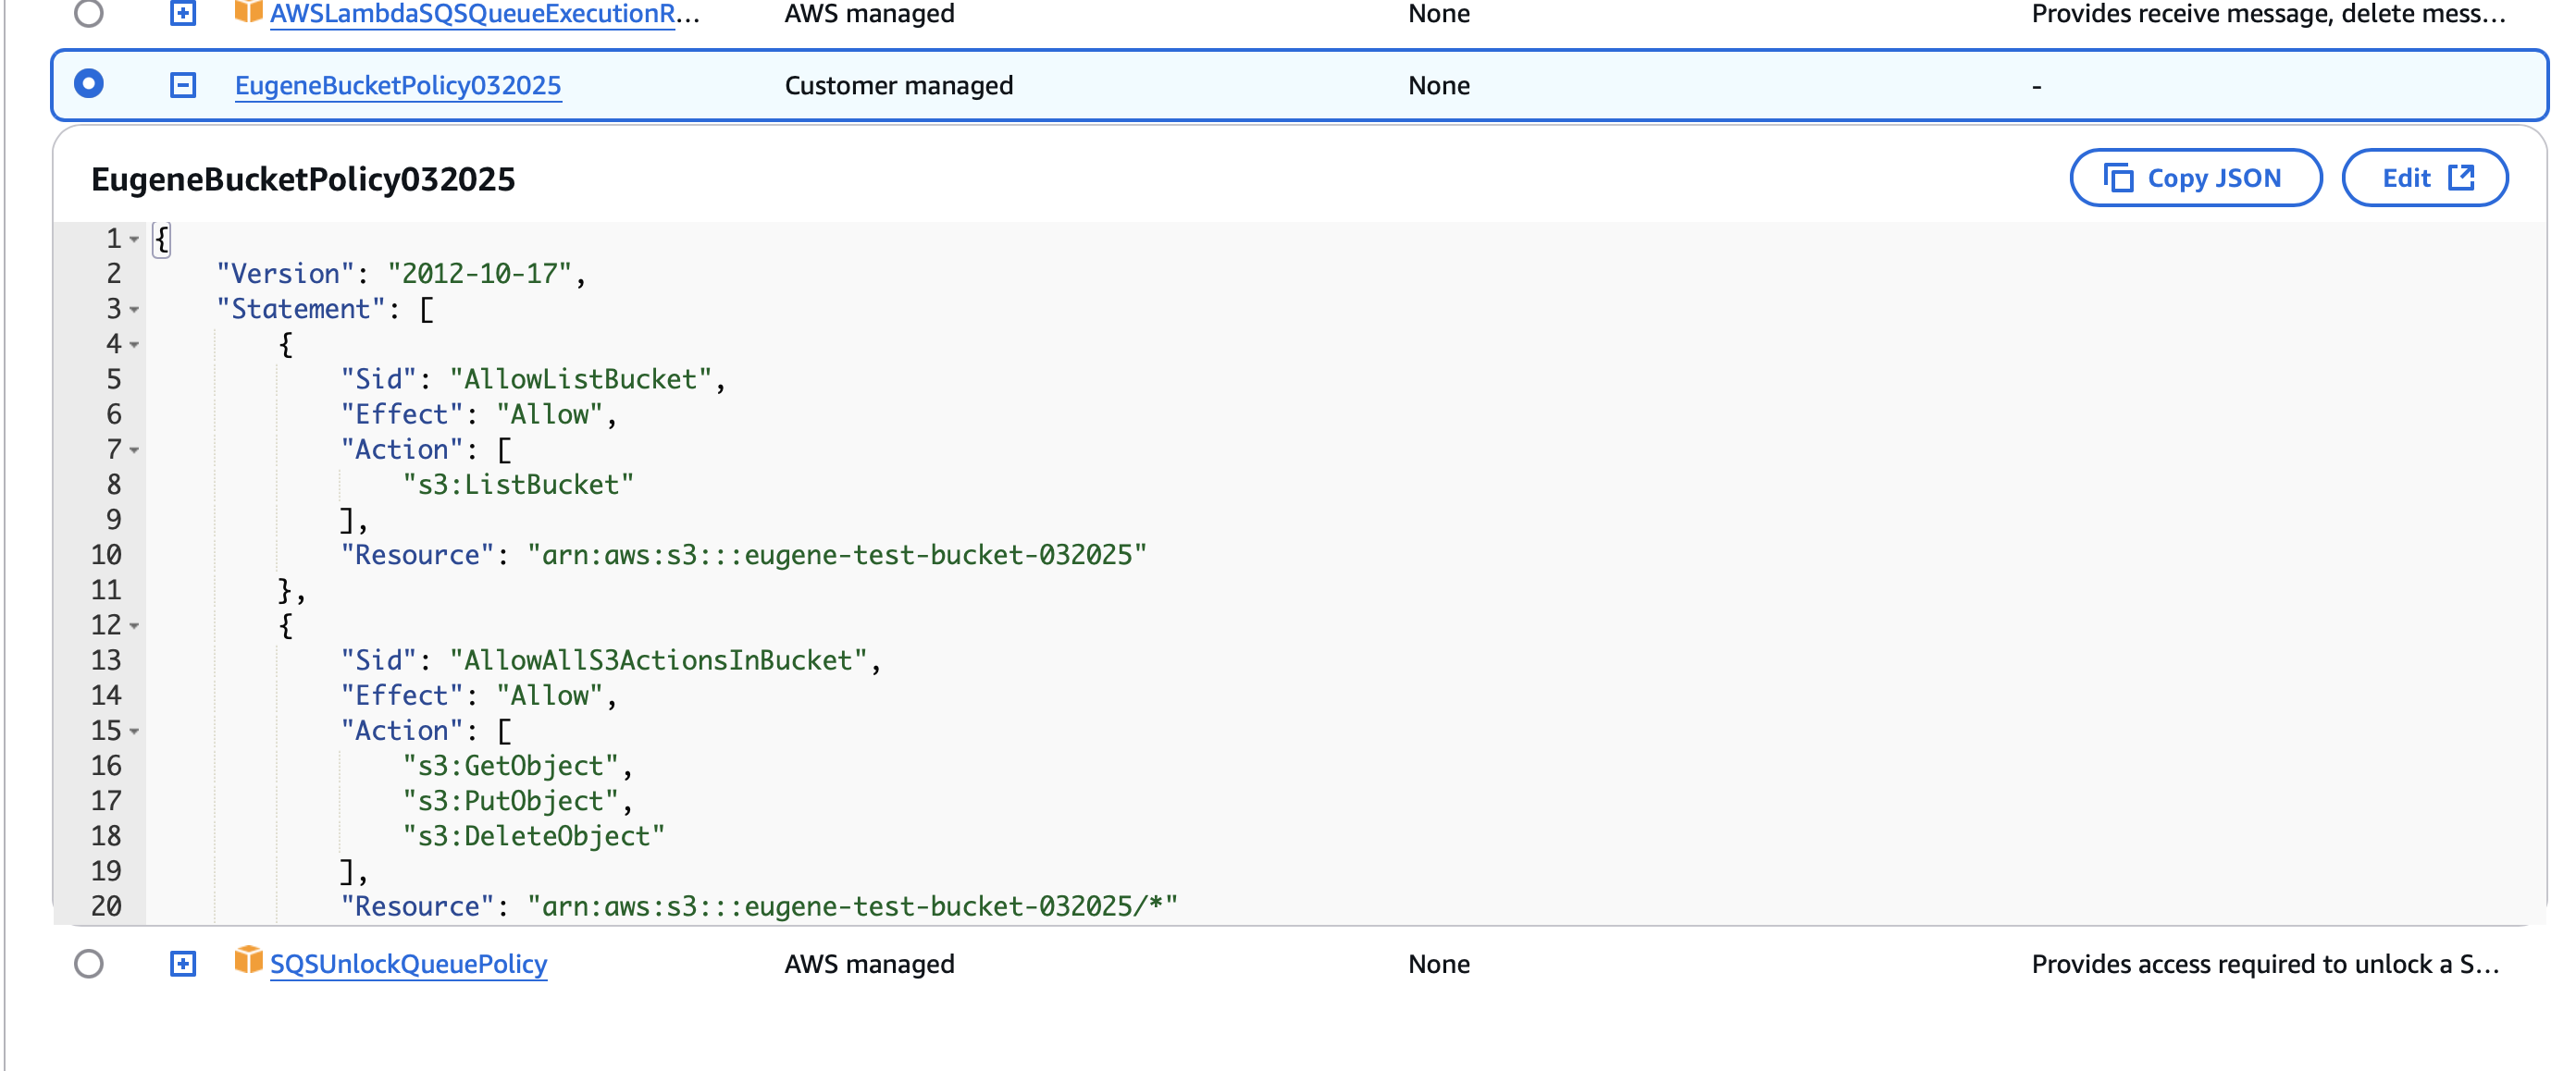 AWSLambdaSQSQueueExecutionR... AWS managed None Provides receive message, delete mess...
EugeneBucketPolicy032025 Customer managed None -
EugeneBucketPolicy032025 Copy JSON Edit
1 {
2 "Version": "2012-10-17",
3 "Statement": [
4 {
5 "Sid": "AllowListBucket",
6 "Effect": "Allow",
7 "Action": [
8 "s3:ListBucket"
9 ],
10 "Resource": "arn:aws:s3:::eugene-test-bucket-032025"
11 },
12 {
13 "Sid": "AllowAllS3ActionsInBucket",
14 "Effect": "Allow",
15 "Action": [
16 "s3:GetObject",
17 "s3:PutObject",
18 "s3:DeleteObject"
19 ],
20 "Resource": "arn:aws:s3:::eugene-test-bucket-032025/*"
SQSUnlockQueuePolicy AWS managed None Provides access required to unlock a S...